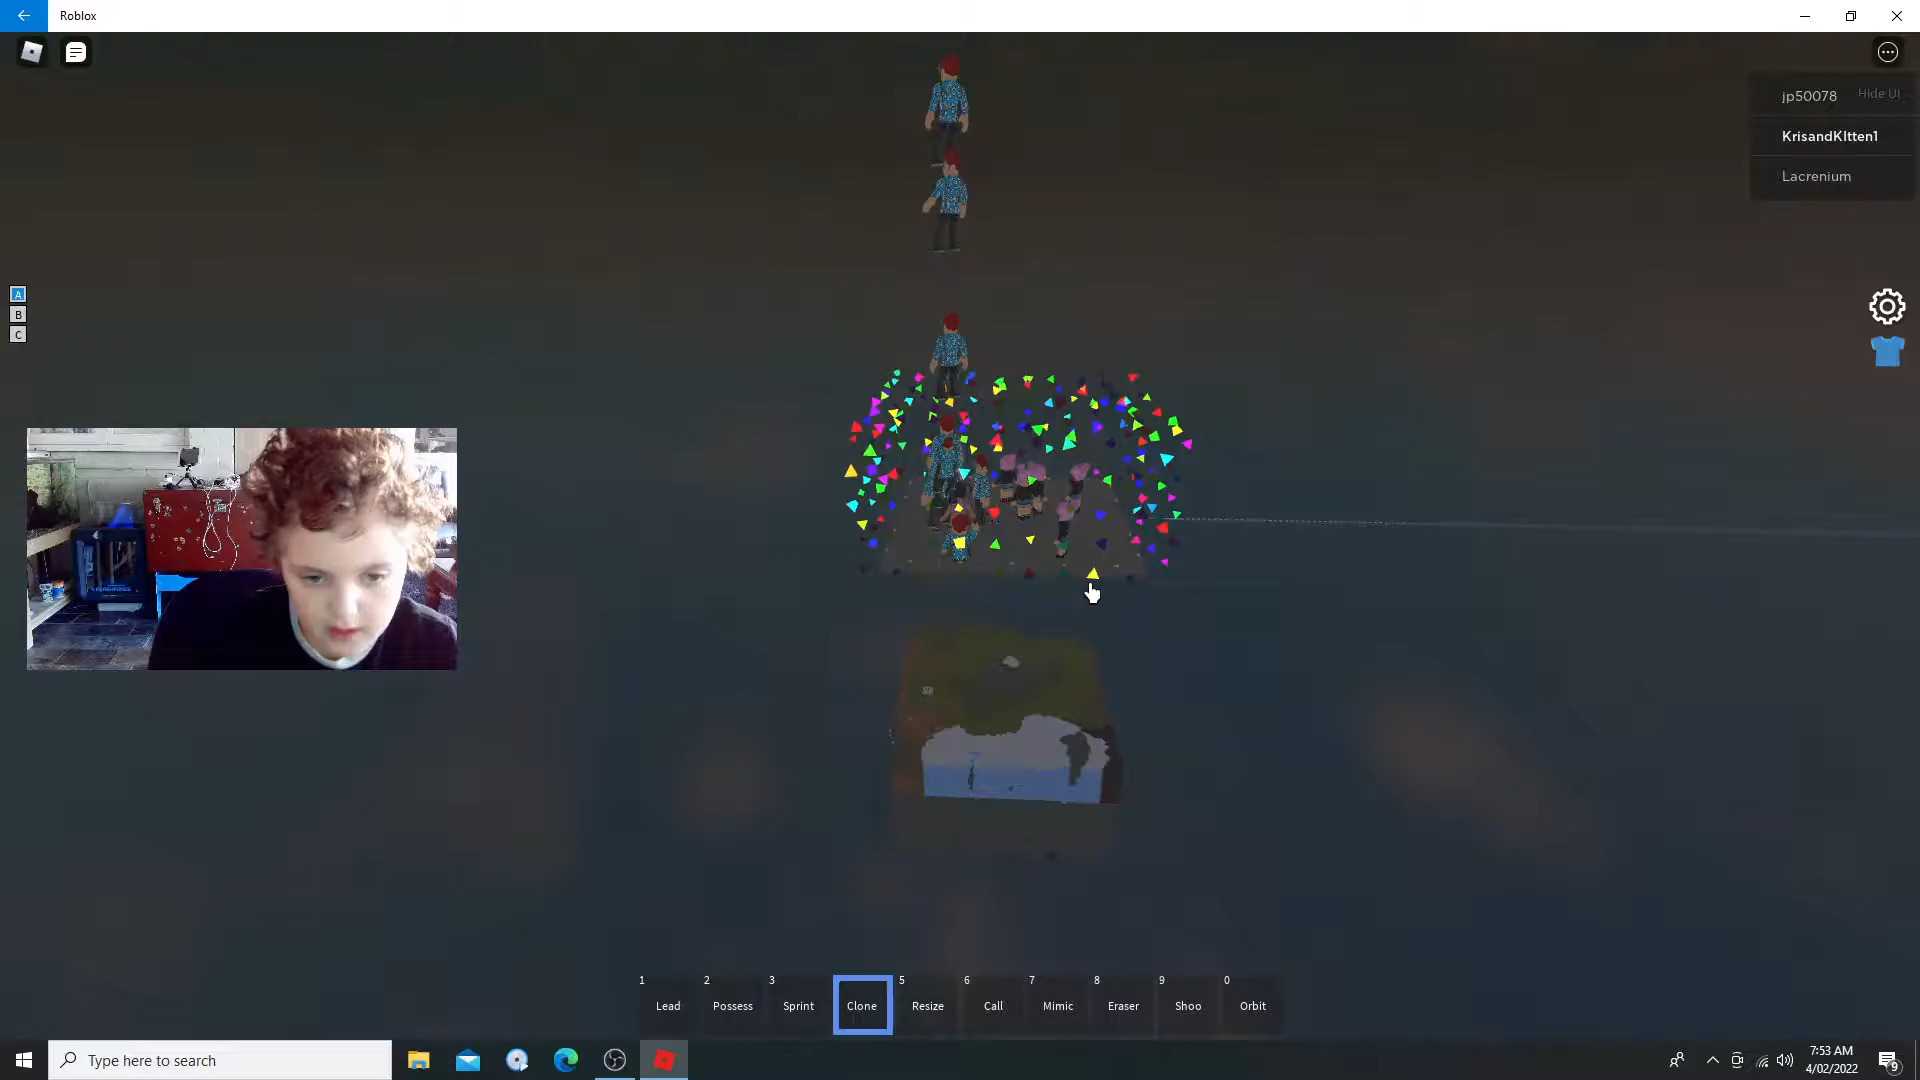 Roblox
jp50078
Hide UI
KrisandKItten1
Lacrenium
A
B
C
1
2
3
5
6
7
8
9
0
Lead
Possess
Sprint
Clone
Resize
Call
Mimic
Eraser
Shoo
Orbit
Type here to search
7:53 AM
4/02/2022
9